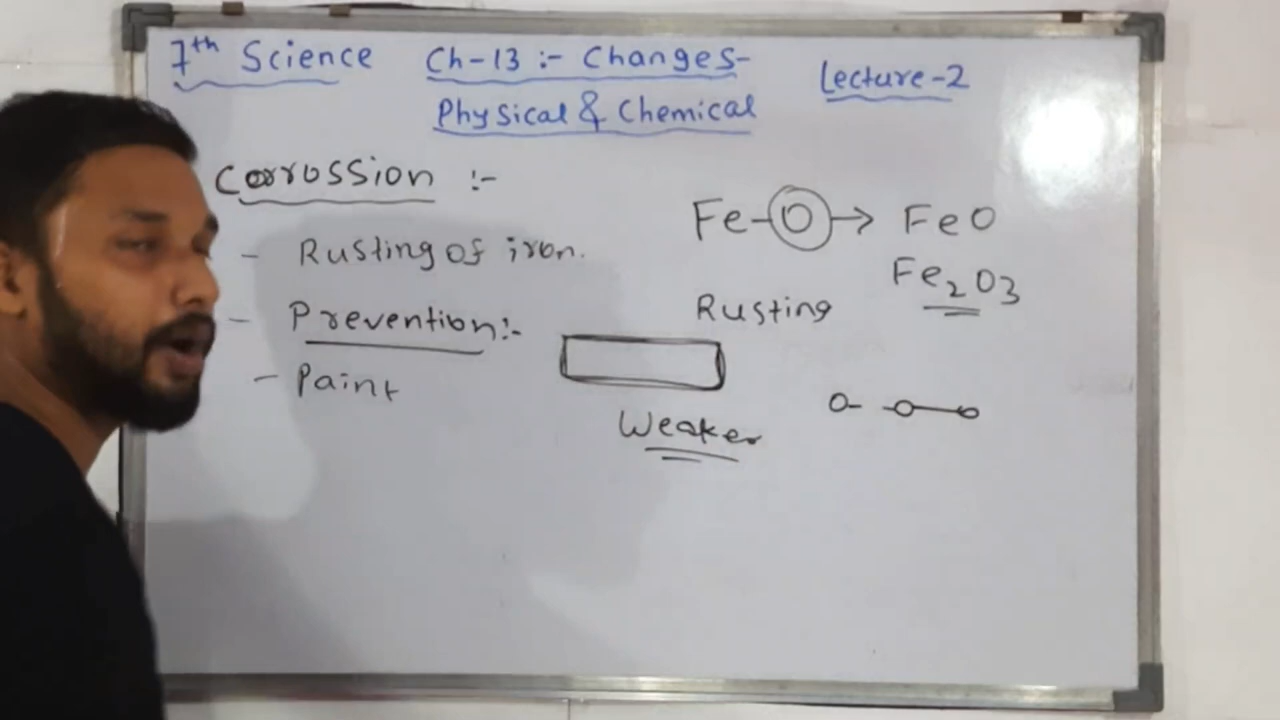 7th Science
Ch-13 :- Changes-
Physical & Chemical
Lecture-2
Corrossion :-
- Rusting of iron.
- Prevention:-
- Paint
Fe-O→ FeO
Fe2O3
Rusting
Weaker